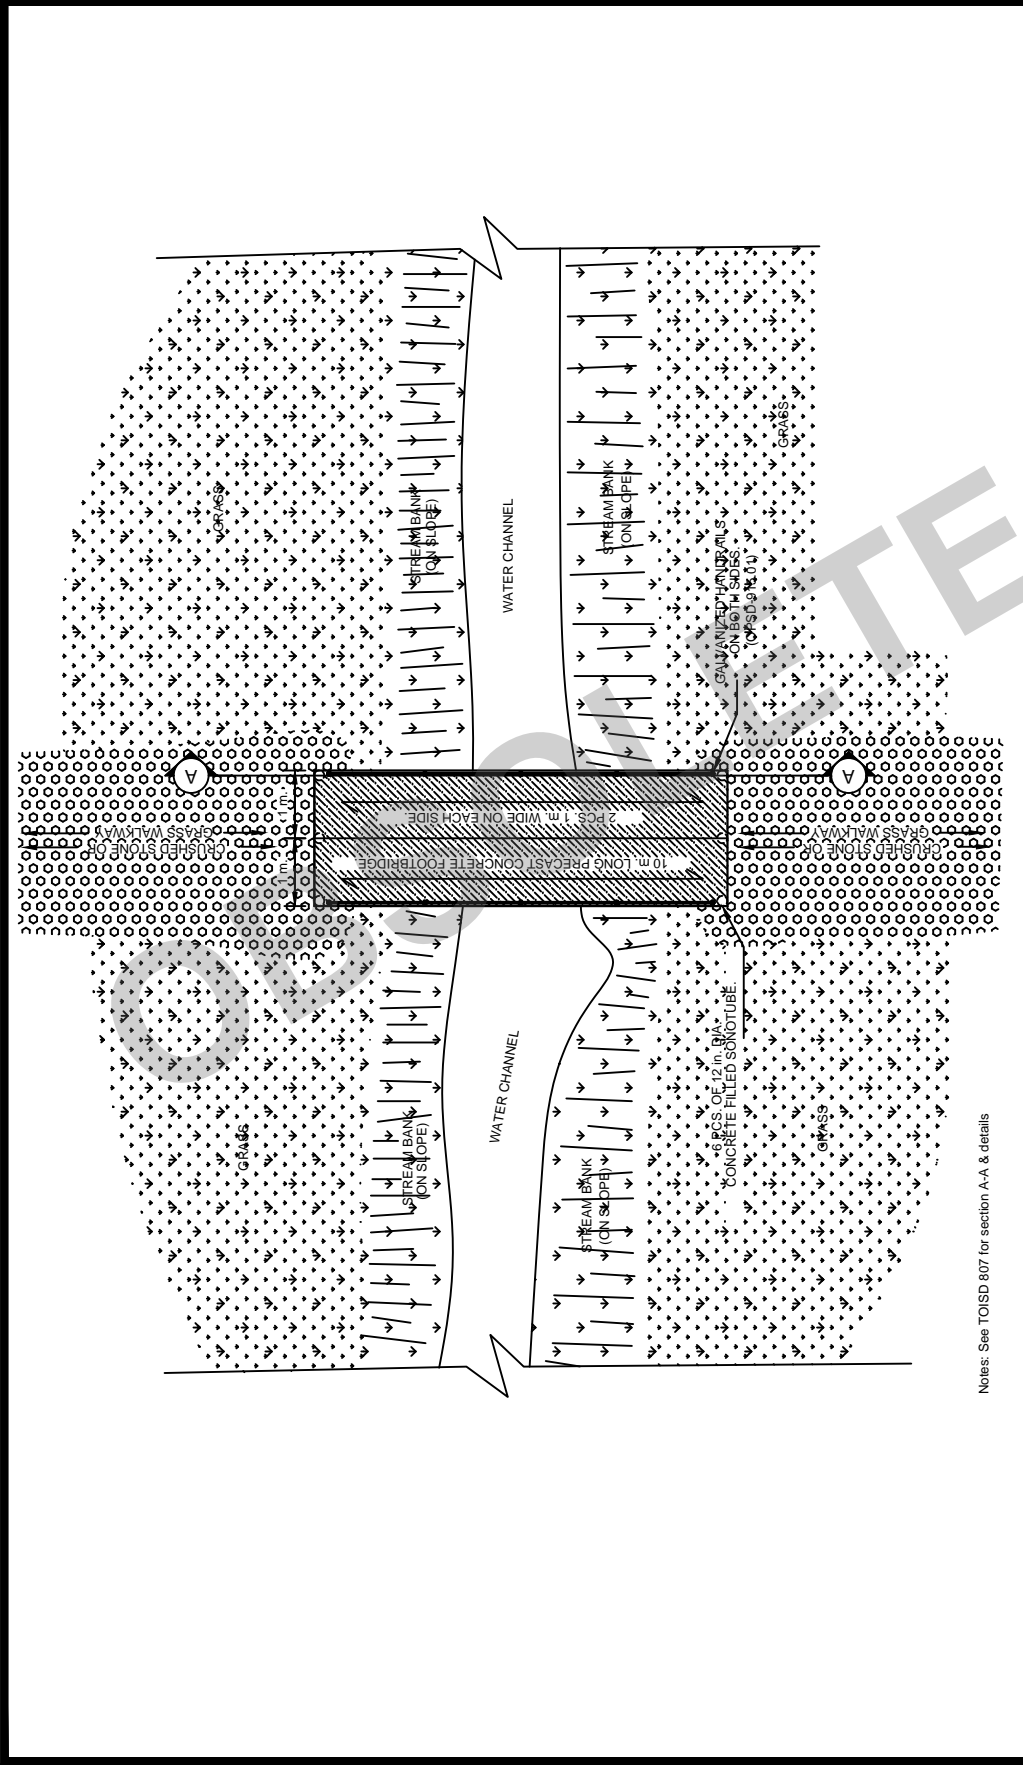 GRASS
STREAM BANK
(ON SLOPE)
WATER CHANNEL
STREAM BANK
(ON SLOPE)
GRASS
GALVANIZED HANDRAILS
ON BOTH SIDES.
(OPSD-915.01)
A
A
1 m.
1 m.
CRUSHED STONE OR
GRASS WALKWAY
10 m. LONG PRECAST CONCRETE FOOTBRIDGE
2 PCS. 1 m. WIDE ON EACH SIDE.
CRUSHED STONE OR
GRASS WALKWAY
OBSOLETE
GRASS
STREAM BANK
(ON SLOPE)
WATER CHANNEL
STREAM BANK
(ON SLOPE)
6 PCS. OF 12 in. DIA.
CONCRETE FILLED SONOTUBE.
GRASS
Notes: See TOISD 807 for section A-A & details